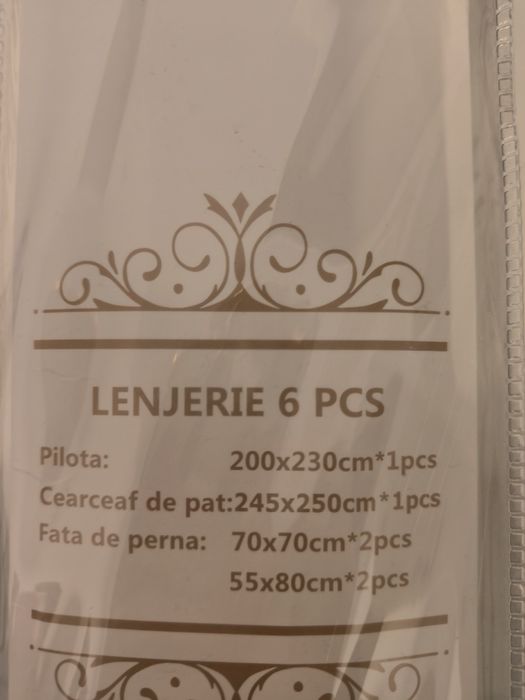 LENJERIE 6 PCS
Pilota: 200x230cm*1pcs
Cearceaf de pat:245x250cm*1pcs
Fata de perna: 70x70cm*2pcs
55x80cm*2pcs